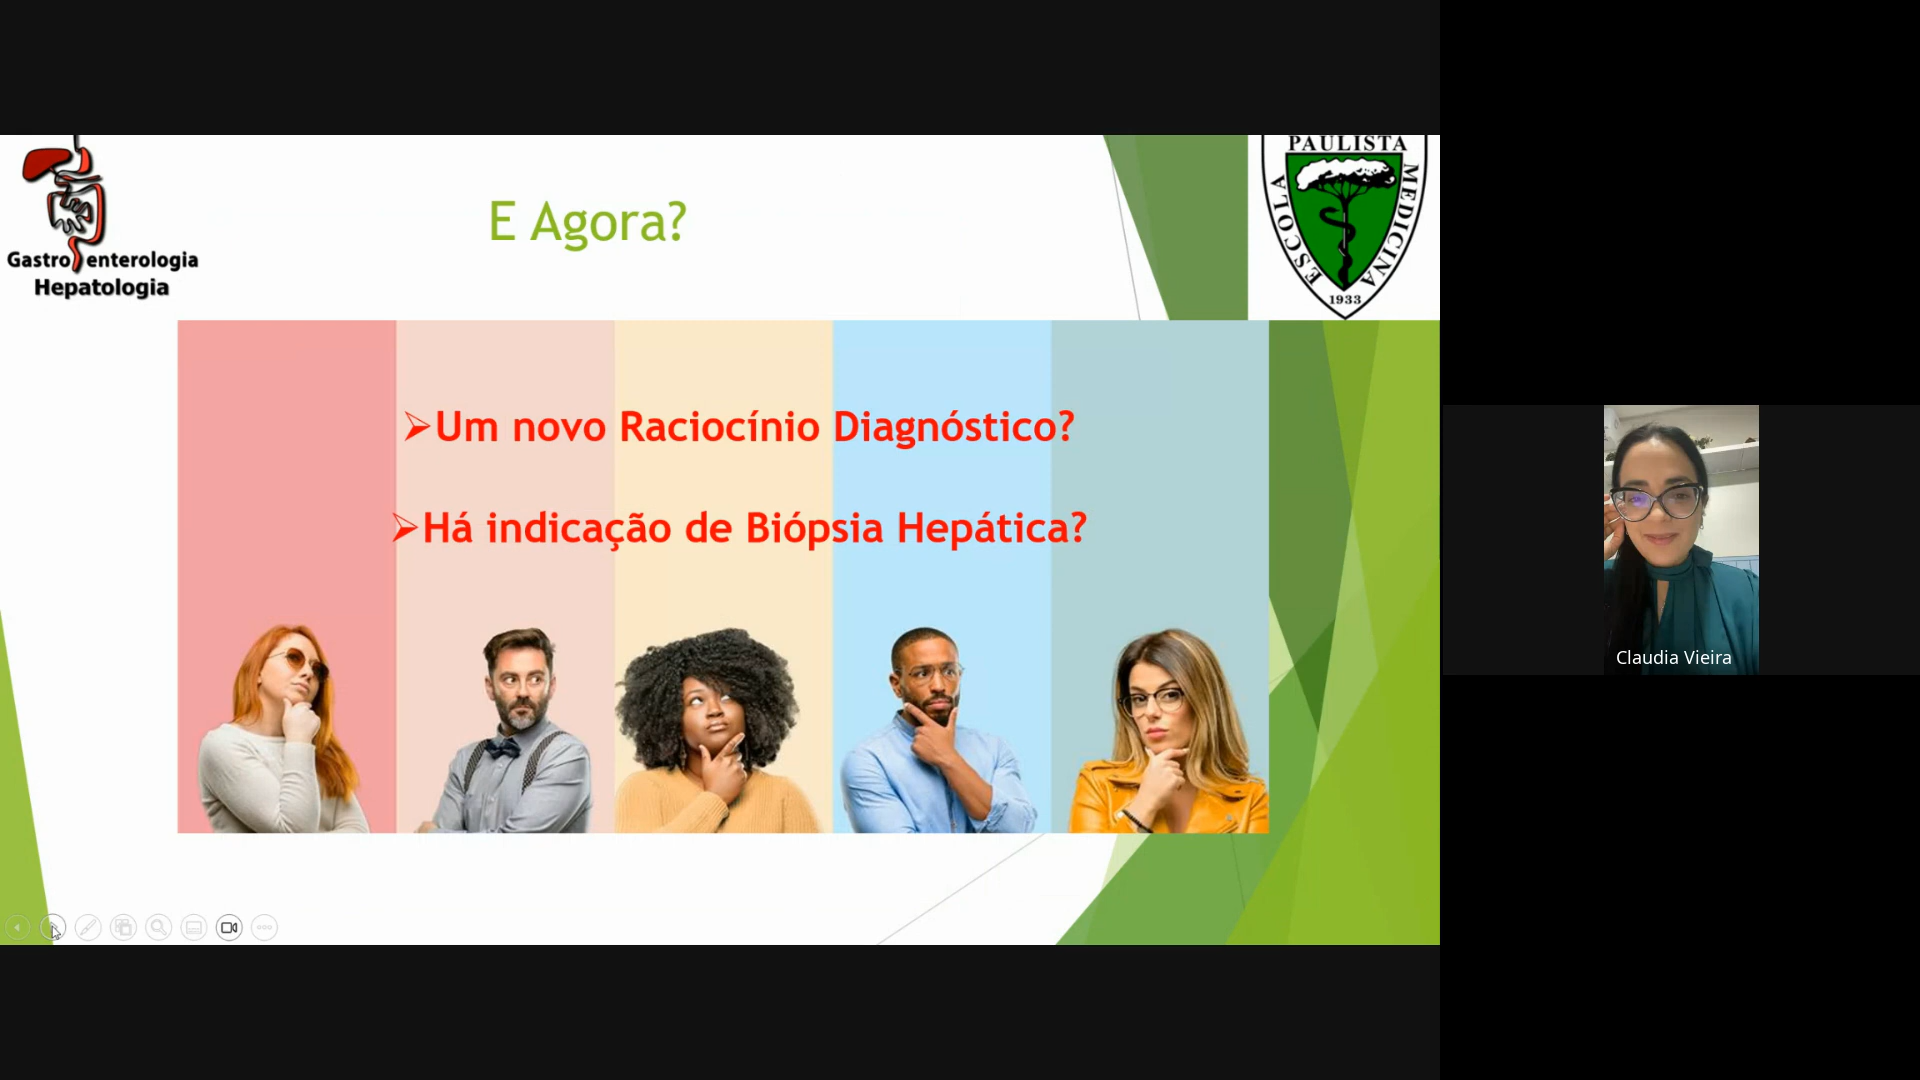 E Agora?
Gastro enterologia
Hepatologia
ESCOLA PAULISTA MEDICINA
1933
➢Um novo Raciocínio Diagnóstico?
➢Há indicação de Biópsia Hepática?
Claudia Vieira